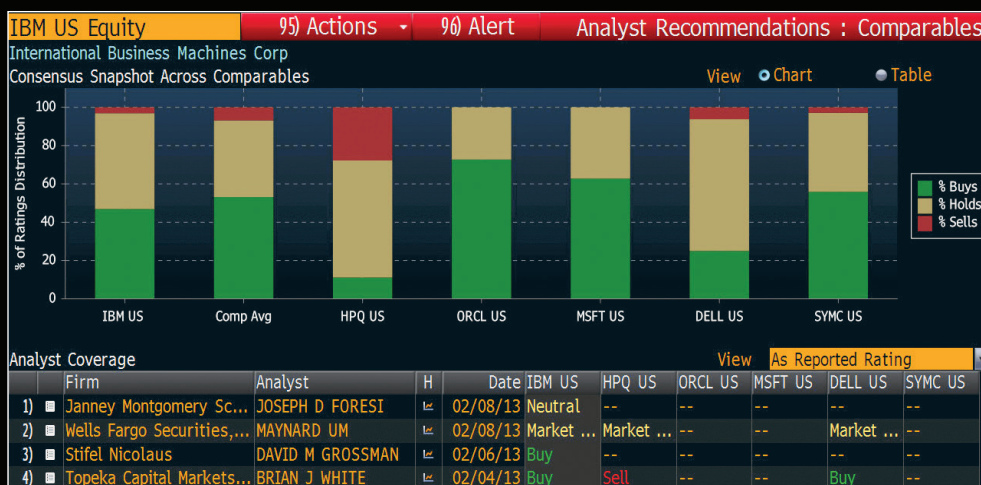 IBM US Equity 95) Actions 96) Alert Analyst Recommendations : Comparables
International Business Machines Corp
Consensus Snapshot Across Comparables View Chart Table
% of Ratings Distribution
100
80
60
40
20
0
IBM US Comp Avg HPQ US ORCL US MSFT US DELL US SYMC US
% Buys
% Holds
% Sells
Analyst Coverage View As Reported Rating
Firm Analyst H Date IBM US HPQ US ORCL US MSFT US DELL US SYMC US
1) Janney Montgomery Sc... JOSEPH D FORESI 02/08/13 Neutral -- -- -- -- --
2) Wells Fargo Securities,... MAYNARD UM 02/08/13 Market ... Market ... -- -- Market ... --
3) Stifel Nicolaus DAVID M GROSSMAN 02/06/13 Buy -- -- -- -- --
4) Topeka Capital Markets... BRIAN J WHITE 02/04/13 Buy Sell -- -- Buy --